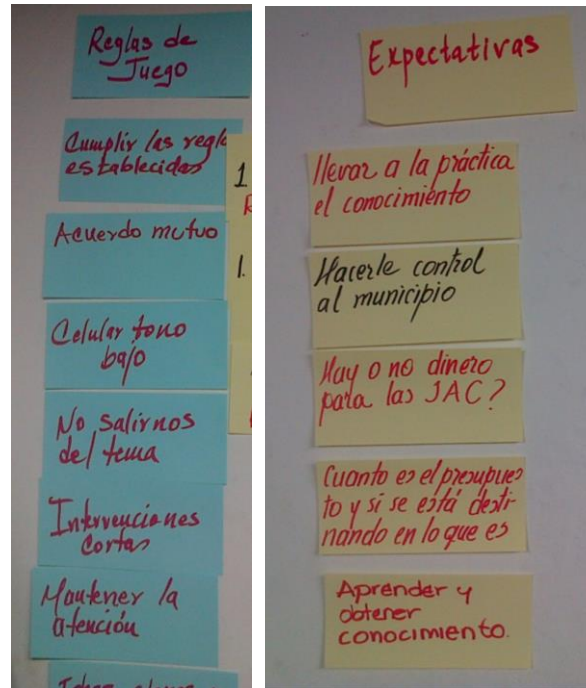 Reglas de
Juego
Cumplir las regla
establecidas
Acuerdo mutuo
Celular tono
bajo
No salirnos
del tema
Intervenciones
Cortas
Mantener la
atención
1
1.
Expectativas
llevar a la práctica
el conocimiento
Hacerle control
al municipio
Hay o no dinero
para las JAC?
Cuanto es el presupues
to y si se está desti-
nando en lo que es
Aprender y
obtener
conocimiento.